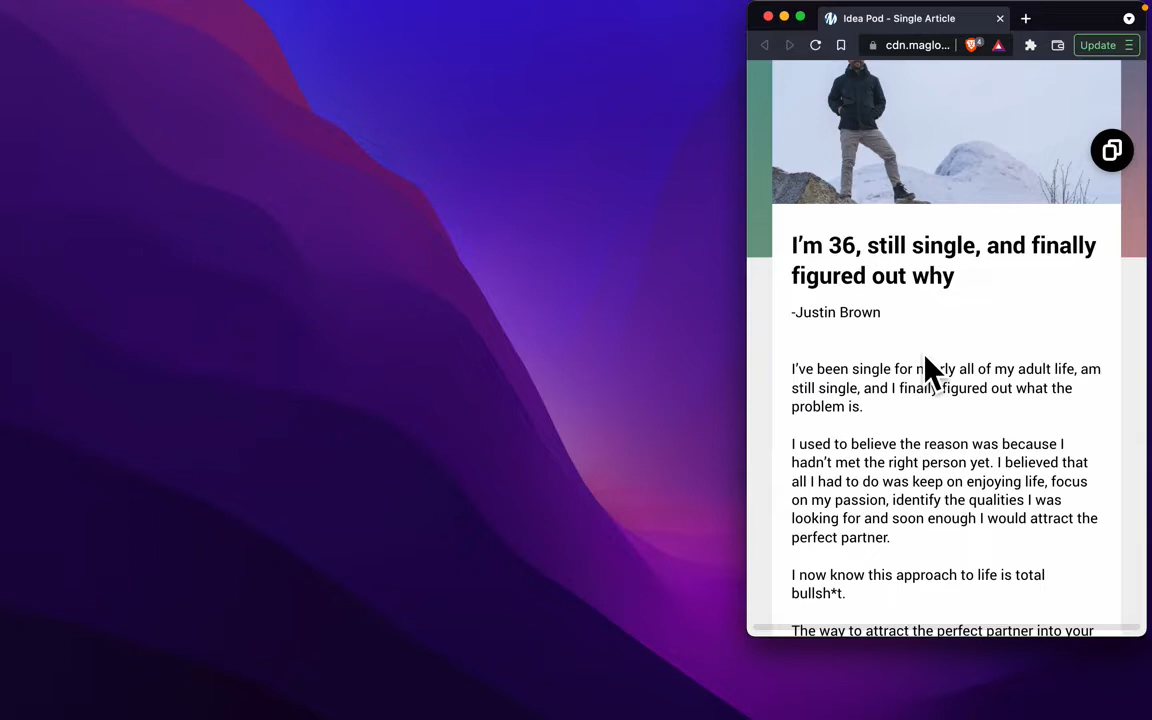 Idea Pod - Single Article
cdn.maglo...
4
Update
I'm 36, still single, and finally
figured out why
-Justin Brown
I've been single for nearly all of my adult life, am
still single, and I finally figured out what the
problem is.
I used to believe the reason was because I
hadn't met the right person yet. I believed that
all I had to do was keep on enjoying life, focus
on my passion, identify the qualities I was
looking for and soon enough I would attract the
perfect partner.
I now know this approach to life is total
bullsh*t.
The way to attract the perfect partner into your